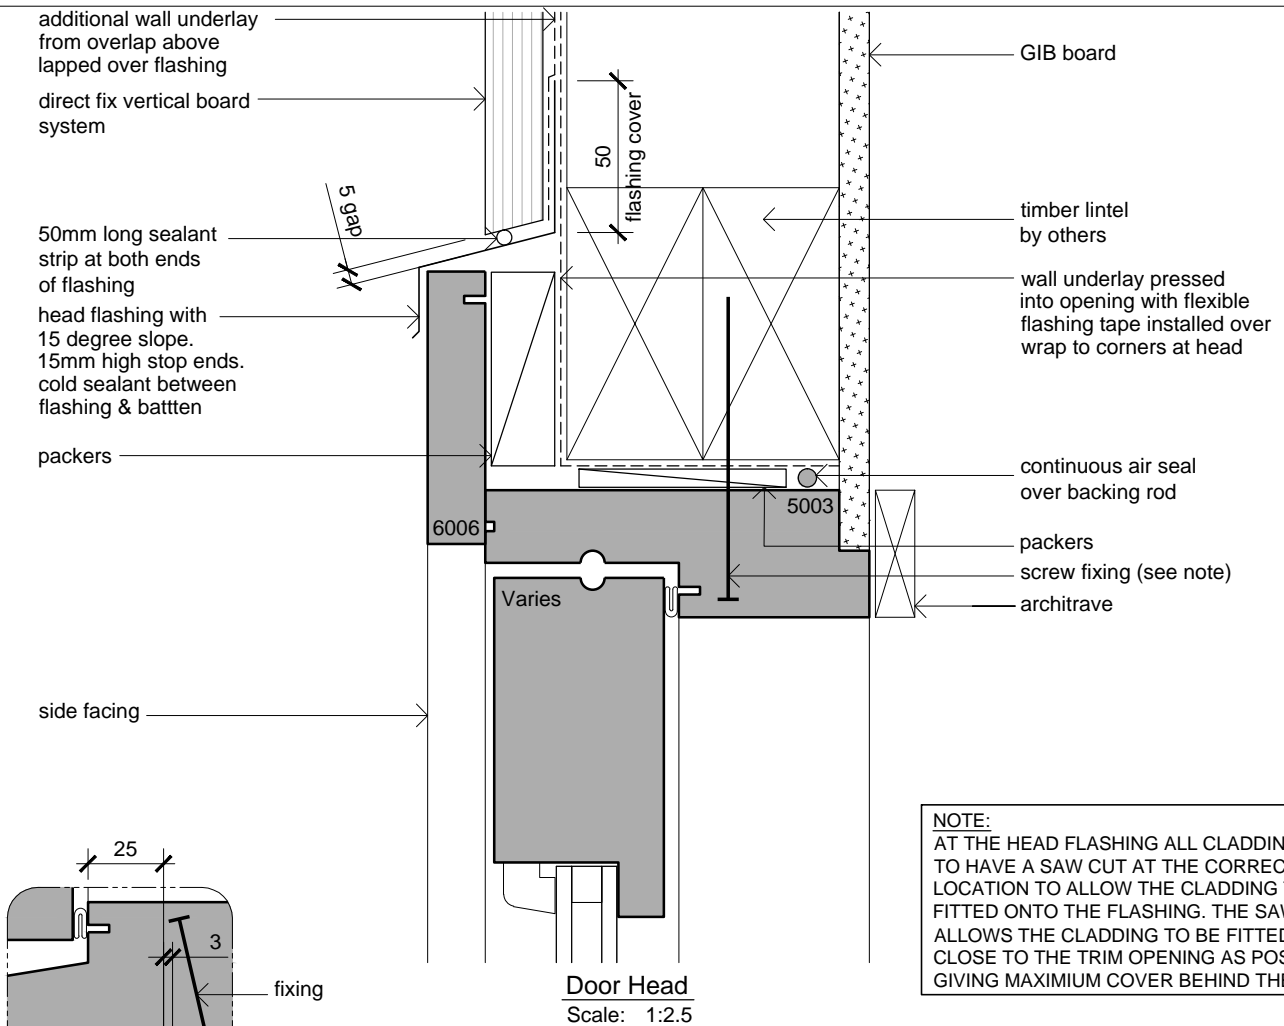 additional wall underlay
from overlap above
lapped over flashing
direct fix vertical board
system
50mm long sealant
strip at both ends
of flashing
head flashing with
15 degree slope.
15mm high stop ends.
cold sealant between
flashing & battten
packers
side facing
5 gap
50
flashing cover
GIB board
timber lintel
by others
wall underlay pressed
into opening with flexible
flashing tape installed over
wrap to corners at head
continuous air seal
over backing rod
packers
screw fixing (see note)
architrave
5003
6006
Varies
25
3
fixing
Door Head
Scale: 1:2.5
NOTE:
AT THE HEAD FLASHING ALL
TO HAVE A SAW CUT AT THE
LOCATION TO ALLOW THE CLADDING
FITTED ONTO THE FLASHING. THE
ALLOWS THE CLADDING TO BE FITTED
CLOSE TO THE TRIM OPENING AS
GIVING MAXIMIUM COVER BEHIND THE